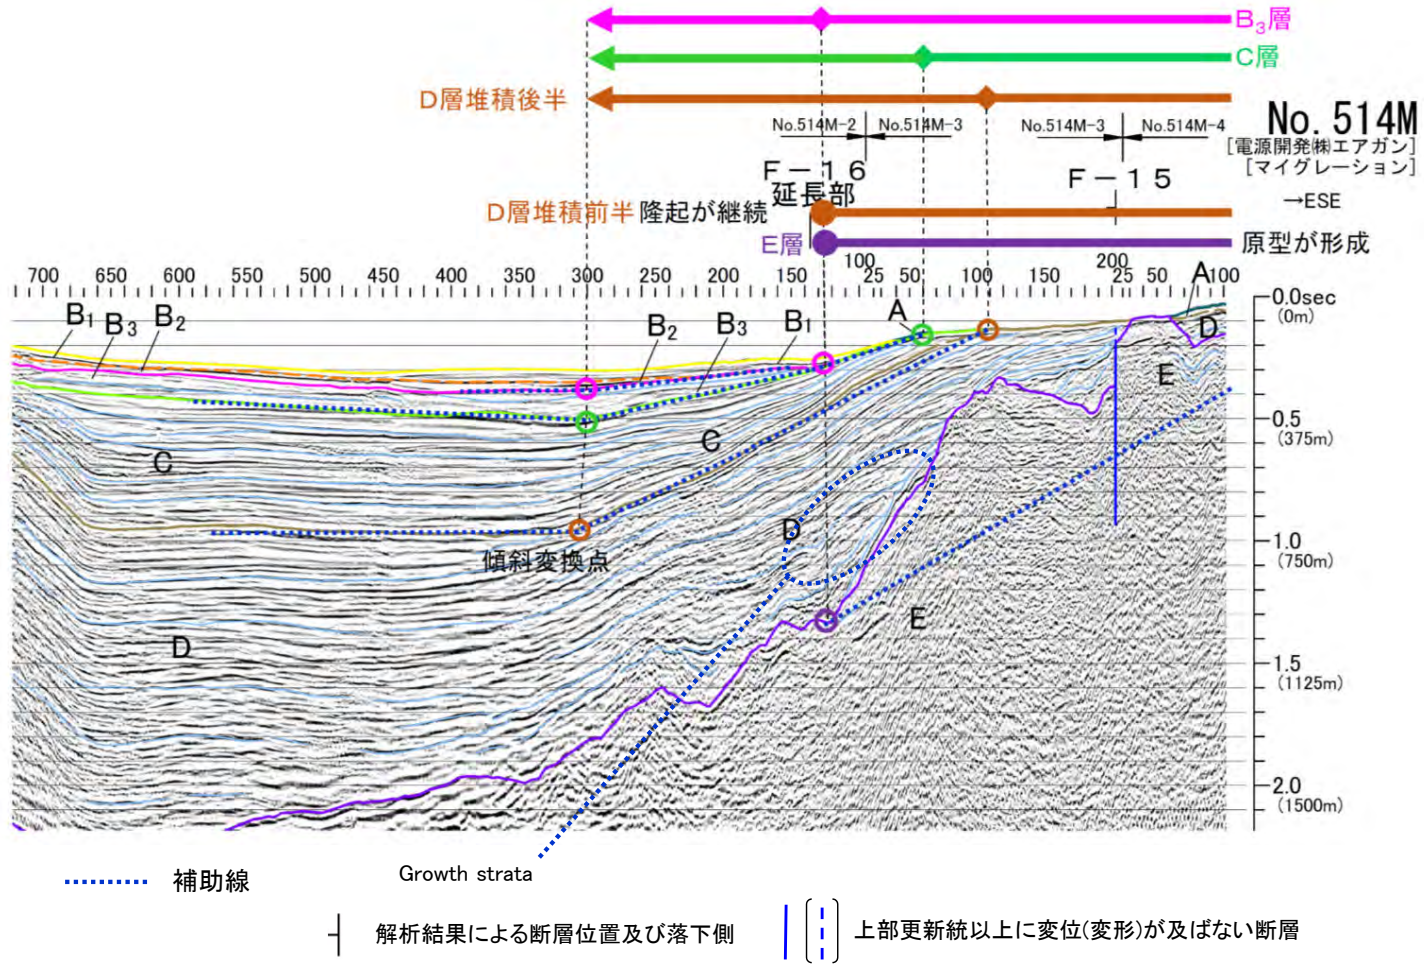 B₃層
C層
D層堆積後半
No.514M
No.514M-2 No.514M-3
No.514M-3 No.514M-4
[電源開発㈱エアガン]
[マイグレーション]
F－16
延長部
F－15
→ESE
D層堆積前半 隆起が継続
E層
原型が形成
700 650 600 550 500 450 400 350 300 250 200 150 100
25 50 100 150 200
25 50 100
A
0.0sec
(0m)
B₁ B₃ B₂
B₂ B₃ B₁ A
D
E
0.5
(375m)
C
C
D
1.0
(750m)
傾斜変換点
E
D
1.5
(1125m)
2.0
(1500m)
Growth strata
補助線
解析結果による断層位置及び落下側
上部更新統以上に変位(変形)が及ばない断層